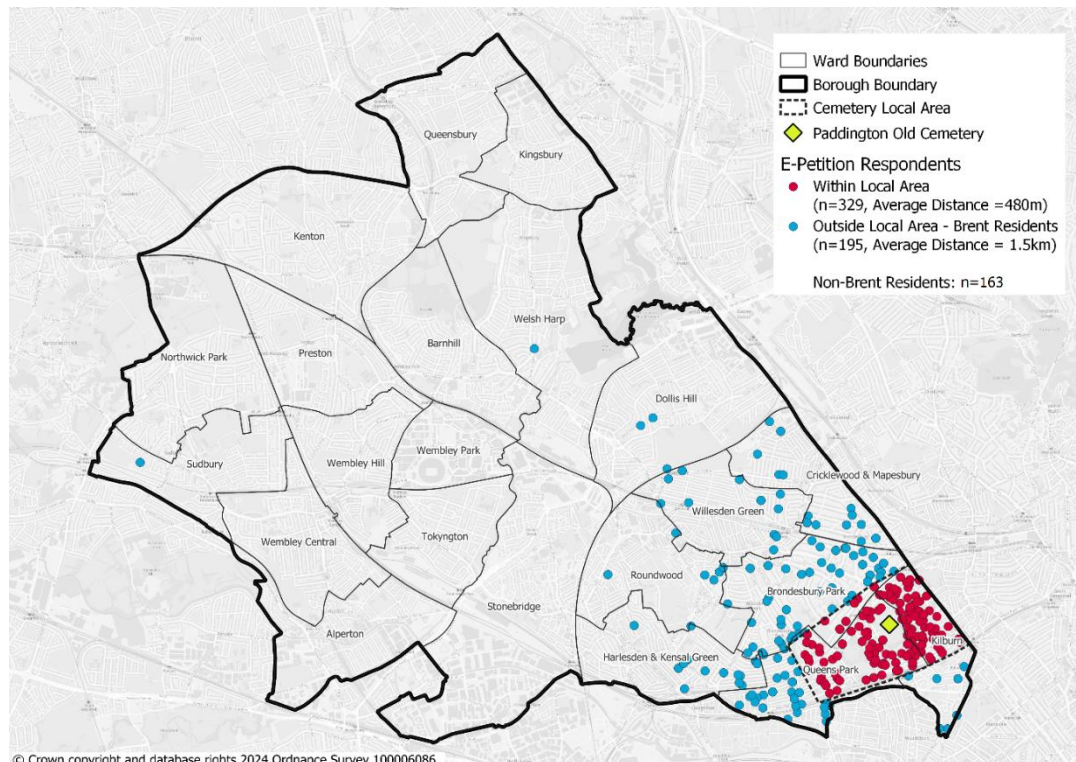 Ward Boundaries
Borough Boundary
Cemetery Local Area
Paddington Old Cemetery
E-Petition Respondents
Within Local Area
(n=329, Average Distance =480m)
Outside Local Area - Brent Residents
(n=195, Average Distance = 1.5km)
Non-Brent Residents: n=163
Queensbury
Kingsbury
Kenton
Welsh Harp
Northwick Park
Preston
Barnhill
Dollis Hill
Sudbury
Wembley Hill
Wembley Park
Cricklewood & Mapesbury
Willesden Green
Wembley Central
Tokyngton
Roundwood
Brondesbury Park
Stonebridge
Alperton
Harlesden & Kensal Green
Queens Park
Kilburn
© Crown copyright and database rights 2024 Ordnance Survey 100006086